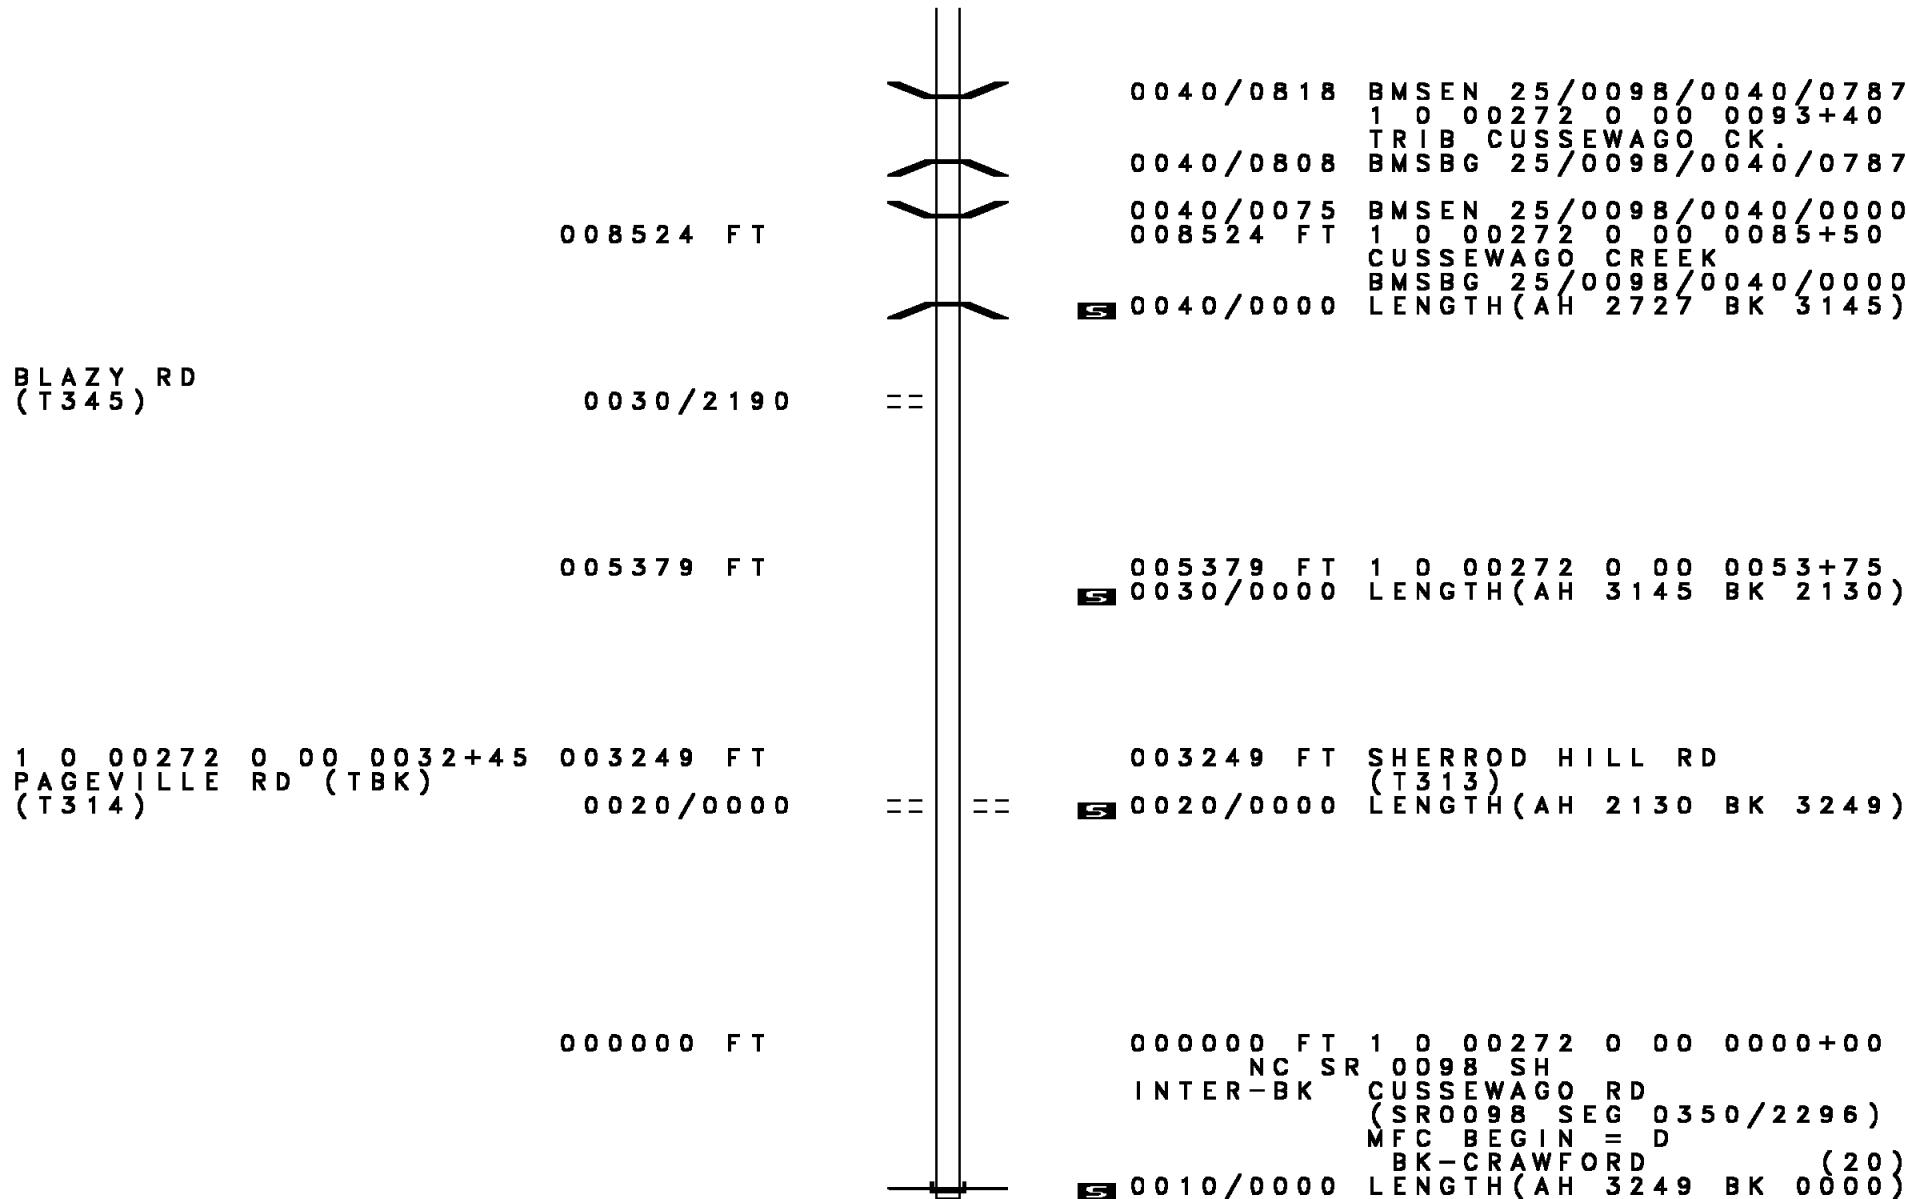 0040/0818 BMSEN 25/0098/0040/0787
1 0 00272 0 00 0093+40
TRIB CUSSEWAGO CK.
0040/0808 BMSBG 25/0098/0040/0787
0040/0075 BMSEN 25/0098/0040/0000
008524 FT 008524 FT 1 0 00272 0 00 0085+50
CUSSEWAGO CREEK
BMSBG 25/0098/0040/0000
S 0040/0000 LENGTH(AH 2727 BK 3145)
BLAZY RD
(T345) 0030/2190
005379 FT 005379 FT 1 0 00272 0 00 0053+75
S 0030/0000 LENGTH(AH 3145 BK 2130)
1 0 00272 0 00 0032+45 003249 FT 003249 FT SHERROD HILL RD
PAGEVILLE RD (TBK) (T313)
(T314) 0020/0000 S 0020/0000 LENGTH(AH 2130 BK 3249)
000000 FT 000000 FT 1 0 00272 0 00 0000+00
NC SR 0098 SH
INTER-BK CUSSEWAGO RD
(SR0098 SEG 0350/2296)
MFC BEGIN = D
BK-CRAWFORD (20)
S 0010/0000 LENGTH(AH 3249 BK 0000)